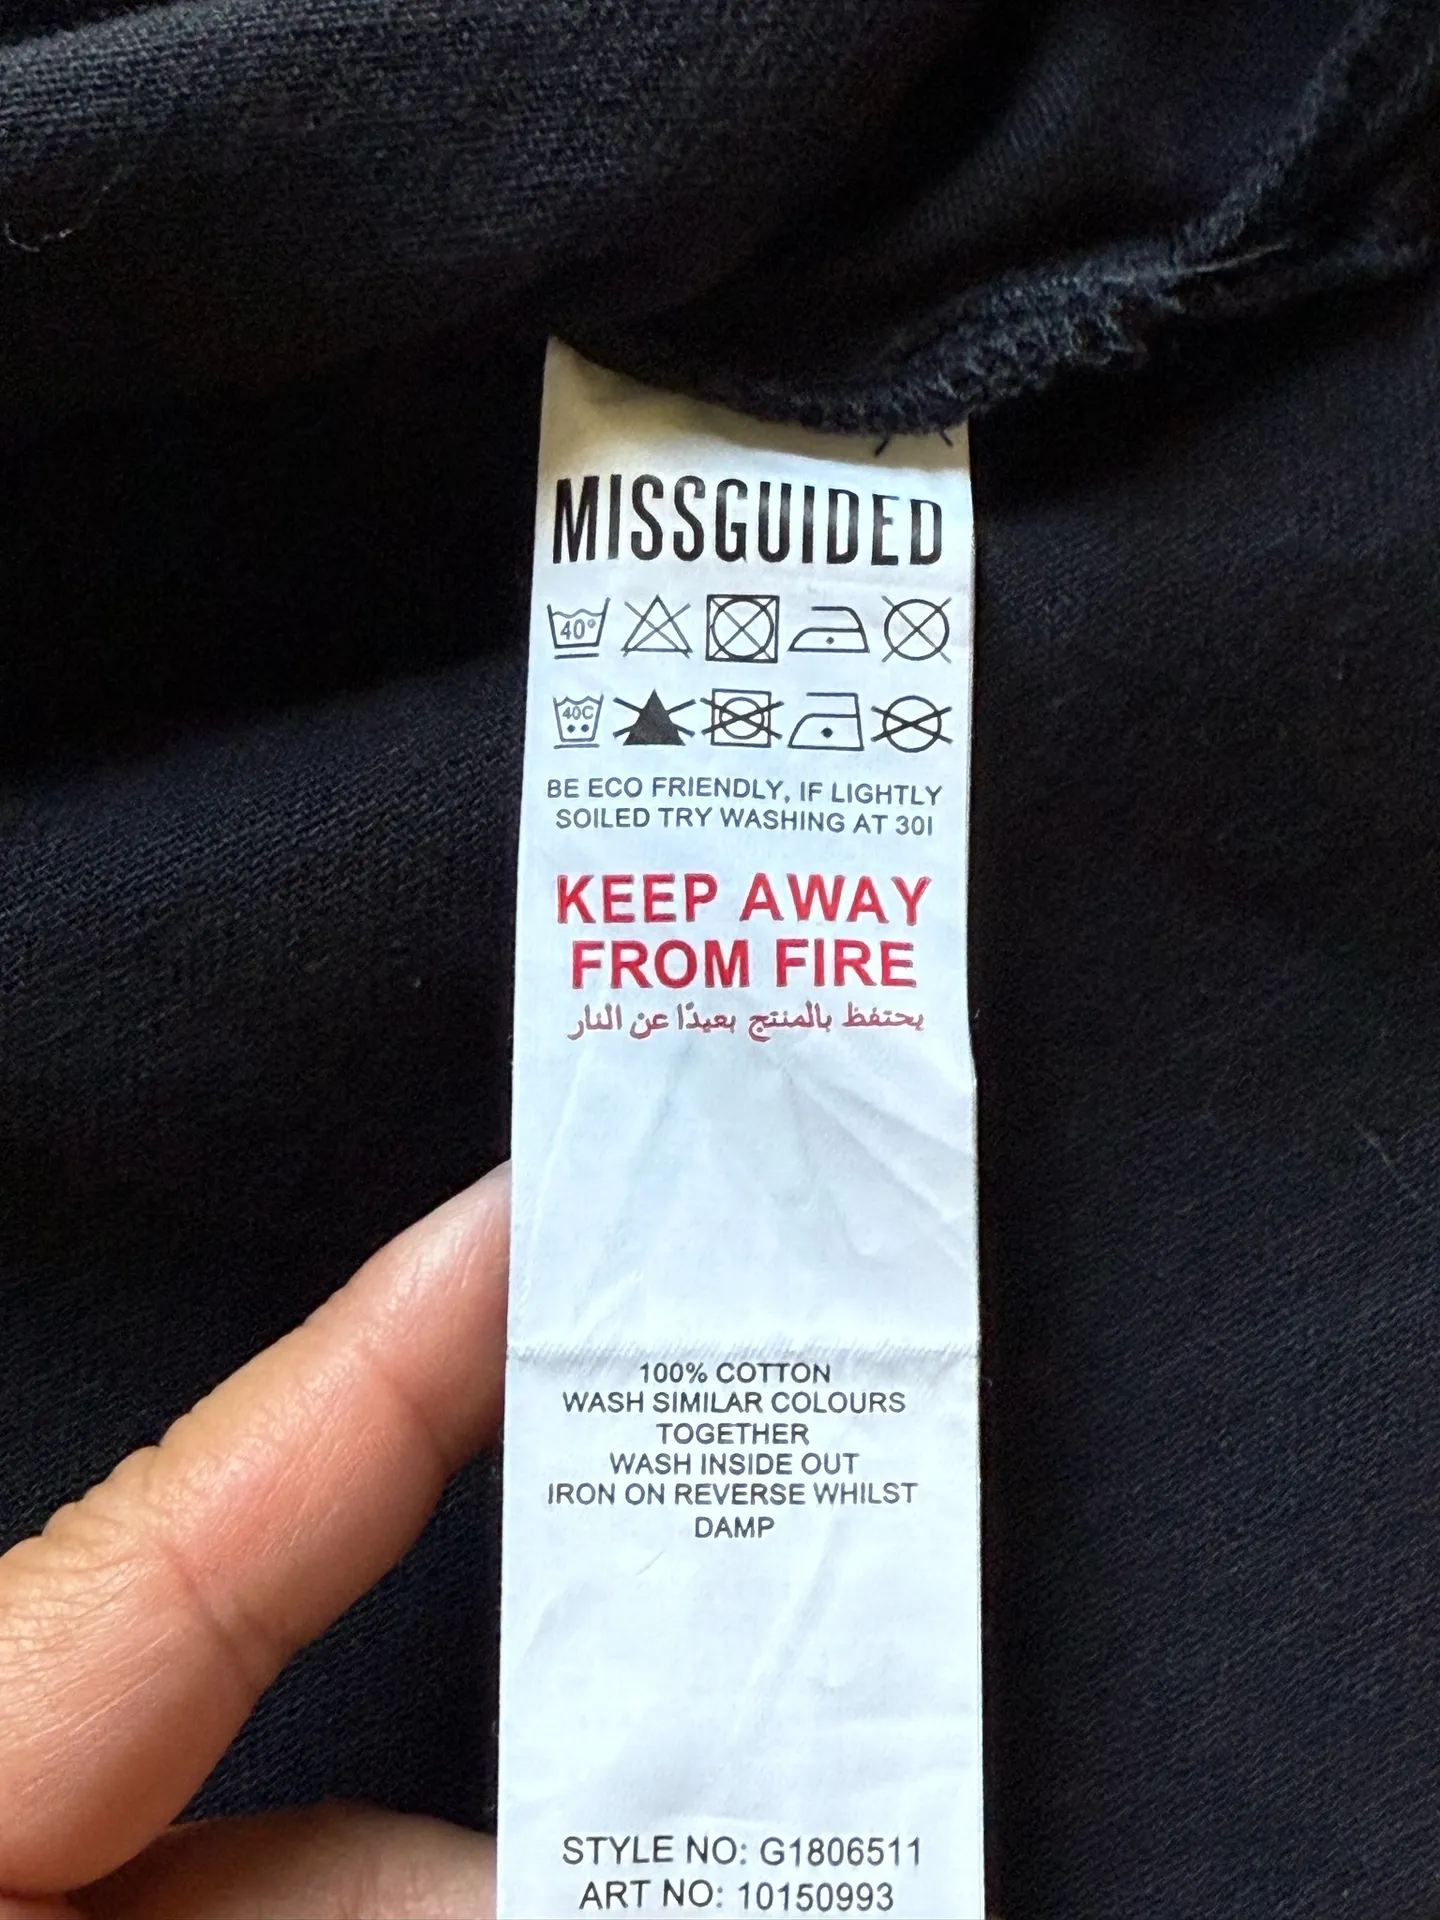 MISSGUIDED
40°
40C
BE ECO FRIENDLY, IF LIGHTLY
SOILED TRY WASHING AT 30I
KEEP AWAY
FROM FIRE
يحتفظ بالمنتج بعيدًا عن النار
100% COTTON
WASH SIMILAR COLOURS
TOGETHER
WASH INSIDE OUT
IRON ON REVERSE WHILST
DAMP
STYLE NO: G1806511
ART NO: 10150993